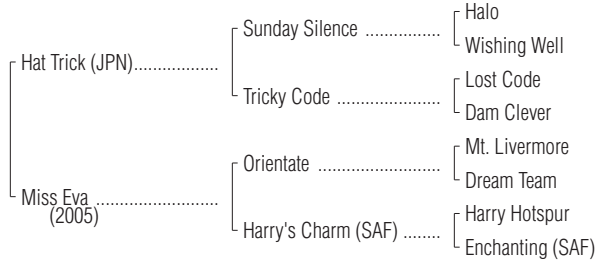 Halo
Sunday Silence ..................
Wishing Well
Hat Trick (JPN)....................
Lost Code
Tricky Code .........................
Dam Clever
Mt. Livermore
Orientate .............................
Dream Team
Miss Eva .............................
(2005)
Harry Hotspur
Harry's Charm (SAF) .........
Enchanting (SAF)